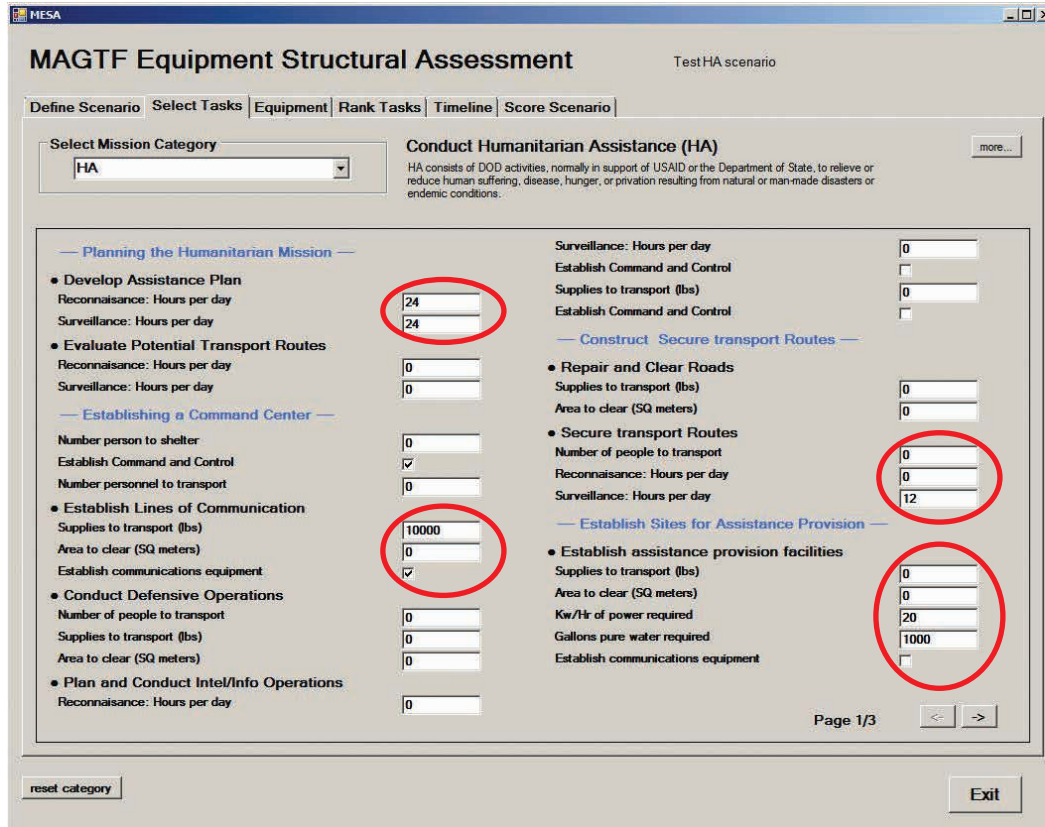 MESA
MAGTF Equipment Structural Assessment
Test HA scenario
Define Scenario Select Tasks Equipment Rank Tasks Timeline Score Scenario
Select Mission Category
HA
Conduct Humanitarian Assistance (HA)
more...
HA consists of DOD activities, normally in support of USAID or the Department of State, to relieve or
reduce human suffering, disease, hunger, or privation resulting from natural or man-made disasters or
endemic conditions.
— Planning the Humanitarian Mission —
● Develop Assistance Plan
Reconnaisance: Hours per day 24
Surveillance: Hours per day 24
● Evaluate Potential Transport Routes
Reconnaisance: Hours per day 0
Surveillance: Hours per day 0
— Establishing a Command Center —
Number person to shelter 0
Establish Command and Control
Number personnel to transport 0
● Establish Lines of Communication
Supplies to transport (lbs) 10000
Area to clear (SQ meters) 0
Establish communications equipment
● Conduct Defensive Operations
Number of people to transport 0
Supplies to transport (lbs) 0
Area to clear (SQ meters) 0
● Plan and Conduct Intel/Info Operations
Reconnaisance: Hours per day 0
Surveillance: Hours per day 0
Establish Command and Control
Supplies to transport (lbs) 0
Establish Command and Control
— Construct Secure transport Routes —
● Repair and Clear Roads
Supplies to transport (lbs) 0
Area to clear (SQ meters) 0
● Secure transport Routes
Number of people to transport 0
Reconnaisance: Hours per day 0
Surveillance: Hours per day 12
— Establish Sites for Assistance Provision —
● Establish assistance provision facilities
Supplies to transport (lbs) 0
Area to clear (SQ meters) 0
Kw/Hr of power required 20
Gallons pure water required 1000
Establish communications equipment
Page 1/3 <- ->
reset category
Exit